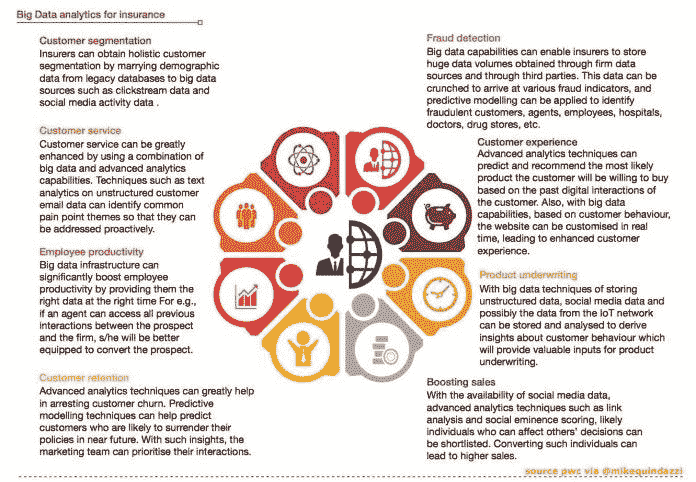 Big Data analytics for insurance
Customer segmentation
Insurers can obtain holistic customer
segmentation by marrying demographic
data from legacy databases to big data
sources such as clickstream data and
social media activity data .
Customer service
Customer service can be greatly
enhanced by using a combination of
big data and advanced analytics
capabilities. Techniques such as text
analytics on unstructured customer
email data can identify common
pain point themes so that they can
be addressed proactively.
Employee productivity
Big data infrastructure can
significantly boost employee
productivity by providing them the
right data at the right time For e.g.,
if an agent can access all previous
interactions between the prospect
and the firm, s/he will be better
equipped to convert the prospect.
Customer retention
Advanced analytics techniques can greatly help
in arresting customer churn. Predictive
modelling techniques can help predict
customers who are likely to surrender their
policies in near future. With such insights, the
marketing team can prioritise their interactions.
Fraud detection
Big data capabilities can enable insurers to store
huge data volumes obtained through firm data
sources and through third parties. This data can be
crunched to arrive at various fraud indicators, and
predictive modelling can be applied to identify
fraudulent customers, agents, employees, hospitals,
doctors, drug stores, etc.
Customer experience
Advanced analytics techniques can
predict and recommend the most likely
product the customer will be willing to buy
based on the past digital interactions of
the customer. Also, with big data
capabilities, based on customer behaviour,
the website can be customised in real
time, leading to enhanced customer
experience.
Product underwriting
With big data techniques of storing
unstructured data, social media data and
possibly the data from the IoT network
can be stored and analysed to derive
insights about customer behaviour which
will provide valuable inputs for product
underwriting.
Boosting sales
With the availability of social media data,
advanced analytics techniques such as link
analysis and social eminence scoring, likely
individuals who can affect others' decisions can
be shortlisted. Converting such individuals can
lead to higher sales.
source pwc via @mikequindazzi